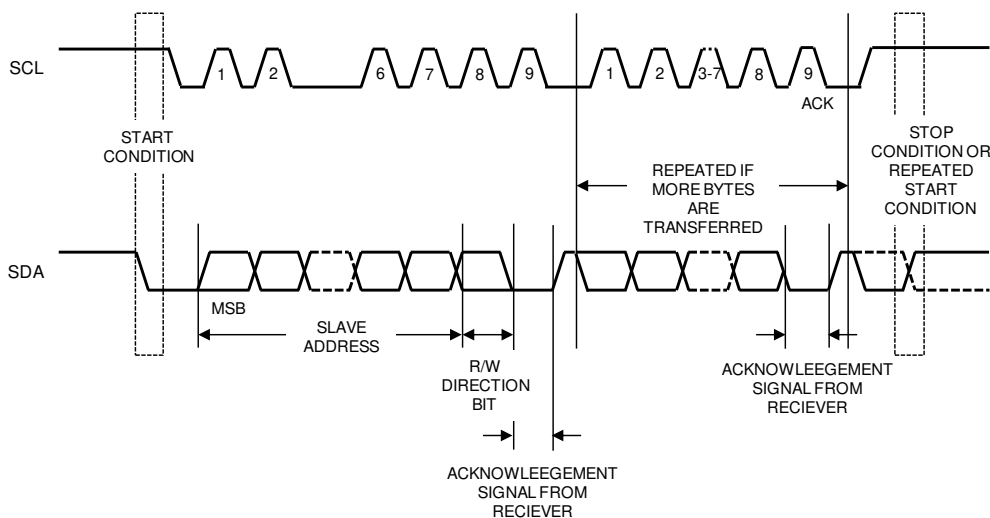 SCL
1
2
6
7
8
9
1
2
3-7
8
9
ACK
START
CONDITION
STOP
CONDITION OR
REPEATED
START
CONDITION
REPEATED IF
MORE BYTES
ARE
TRANSFERRED
SDA
MSB
SLAVE
ADDRESS
R/W
DIRECTION
BIT
ACKNOWLEEGEMENT
SIGNAL FROM
RECIEVER
ACKNOWLEEGEMENT
SIGNAL FROM
RECIEVER